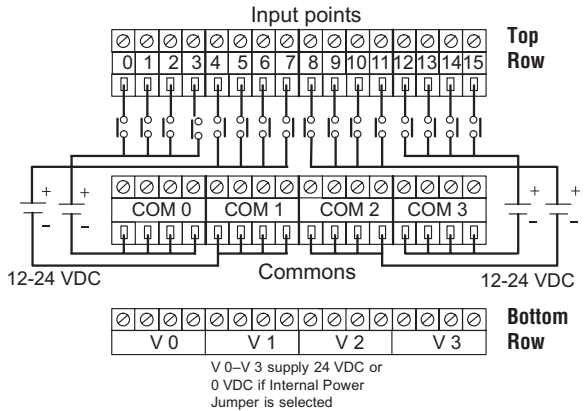 Input points
Top
Row
0 1 2 3 4 5 6 7 8 9 10 11 12 13 14 15
+ + + +
COM 0 COM 1 COM 2 COM 3
- - - -
12-24 VDC Commons 12-24 VDC
Bottom
Row
V 0 V 1 V 2 V 3
V 0–V 3 supply 24 VDC or
0 VDC if Internal Power
Jumper is selected